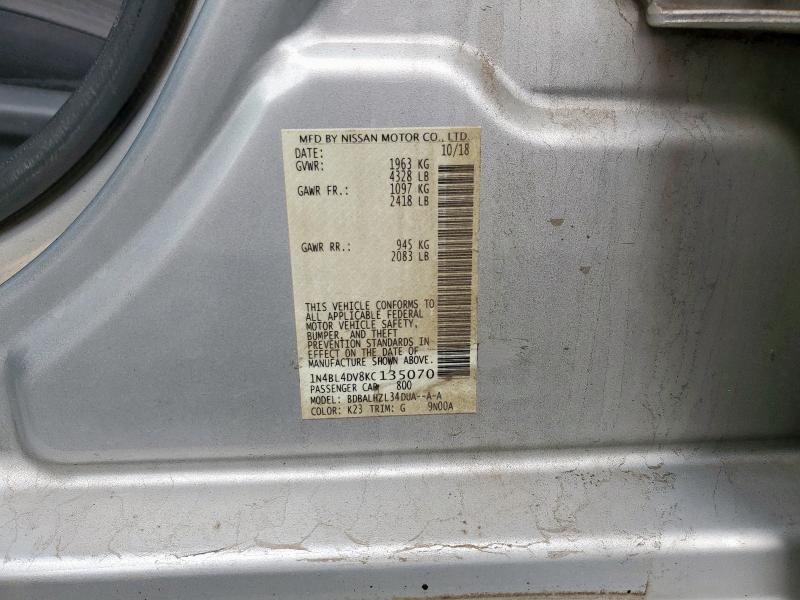 MFD BY NISSAN MOTOR CO., LTD.
DATE: 10/18
GVWR: 1963 KG
4328 LB
GAWR FR.: 1097 KG
2418 LB
GAWR RR.: 945 KG
2083 LB
THIS VEHICLE CONFORMS TO
ALL APPLICABLE FEDERAL
MOTOR VEHICLE SAFETY,
BUMPER, AND THEFT
PREVENTION STANDARDS IN
EFFECT ON THE DATE OF
MANUFACTURE SHOWN ABOVE.
1N4BL4DV8KC135070
PASSENGER CAR 800
MODEL: BDBALHZL34DUA--A-A
COLOR: K23 TRIM: G 9N00A